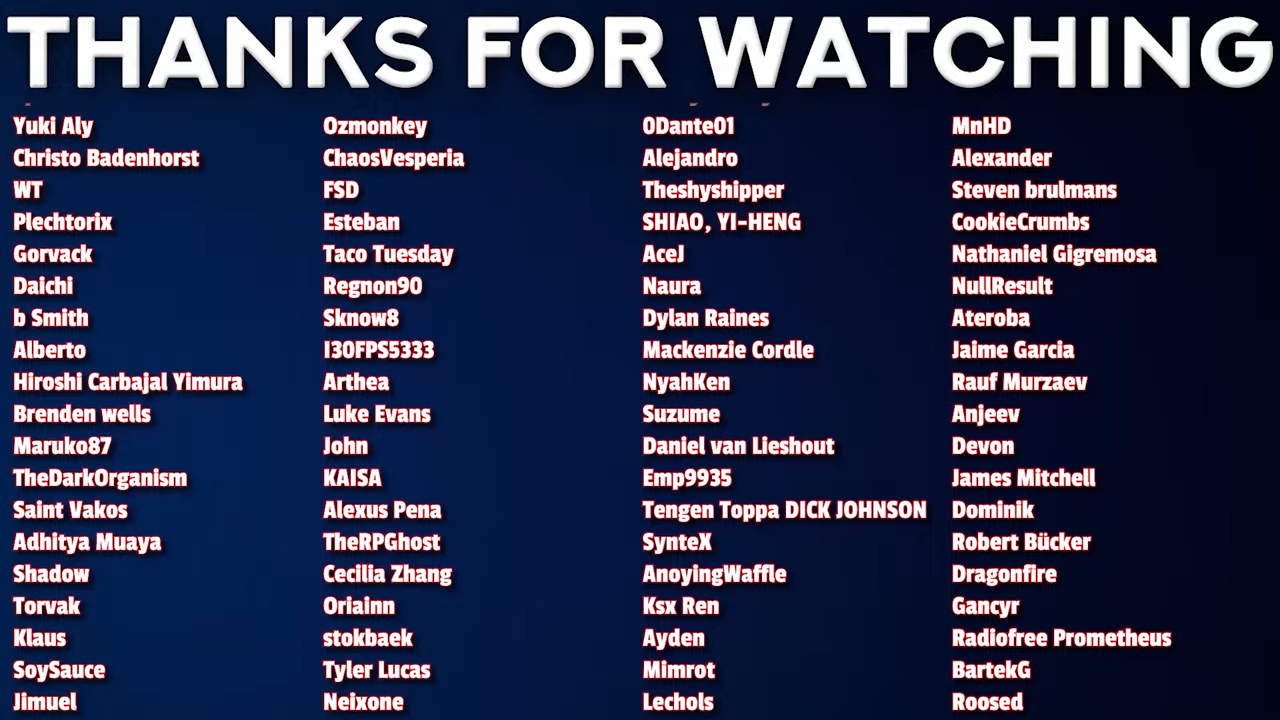 THANKS FOR WATCHING
Yuki Aly
Christo Badenhorst
WT
Plechtorix
Gorvack
Daichi
b Smith
Alberto
Hiroshi Carbajal Yimura
Brenden wells
Maruko87
TheDarkOrganism
Saint Vakos
Adhitya Muaya
Shadow
Torvak
Klaus
SoySauce
Jimuel
Ozmonkey
ChaosVesperia
FSD
Esteban
Taco Tuesday
Regnon90
Sknow8
I30FPS5333
Arthea
Luke Evans
John
KAISA
Alexus Pena
TheRPGhost
Cecilia Zhang
Oriainn
stokbaek
Tyler Lucas
Neixone
0Dante01
Alejandro
Theshyshipper
SHIAO, YI-HENG
AceJ
Naura
Dylan Raines
Mackenzie Cordle
NyahKen
Suzume
Daniel van Lieshout
Emp9935
Tengen Toppa DICK JOHNSON
SynteX
AnoyingWaffle
Ksx Ren
Ayden
Mimrot
Lechols
MnHD
Alexander
Steven brulmans
CookieCrumbs
Nathaniel Gigremosa
NullResult
Ateroba
Jaime Garcia
Rauf Murzaev
Anjeev
Devon
James Mitchell
Dominik
Robert Bücker
Dragonfire
Gancyr
Radiofree Prometheus
BartekG
Roosed